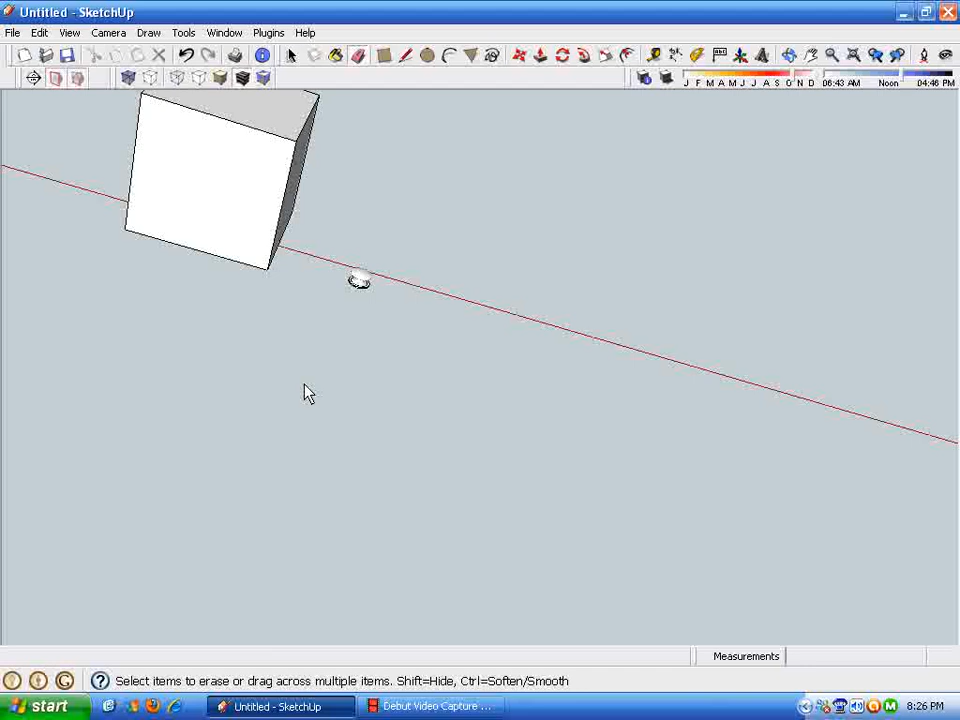 Untitled - SketchUp
File Edit View Camera Draw Tools Window Plugins Help
J F M A M J J A S O N D 06:43 AM Noon 04:46 PM
Measurements
Select items to erase or drag across multiple items. Shift=Hide, Ctrl=Soften/Smooth
start Untitled - SketchUp Debut Video Capture ... 8:26 PM